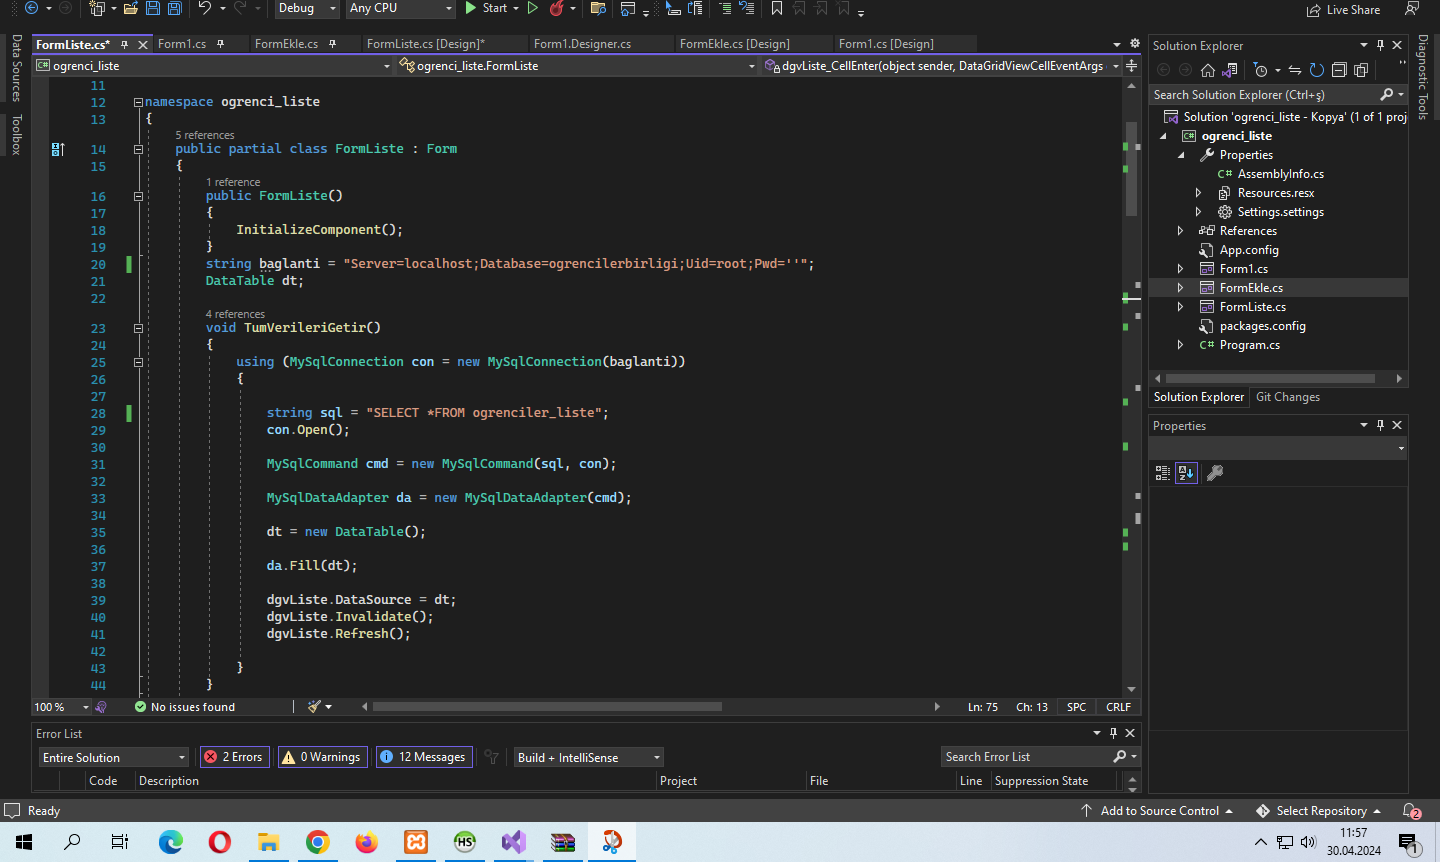 Debug
Any CPU
Start
Live Share
Data Sources
Toolbox
FormListe.cs*
Form1.cs
FormEkle.cs
FormListe.cs [Design]*
Form1.Designer.cs
FormEkle.cs [Design]
Form1.cs [Design]
ogrenci_liste
ogrenci_liste.FormListe
dgvListe_CellEnter(object sender, DataGridViewCellEventArgs
11
12 namespace ogrenci_liste
13 {
5 references
14 public partial class FormListe : Form
15 {
1 reference
16 public FormListe()
17 {
18 InitializeComponent();
19 }
20 string baglanti = "Server=localhost;Database=ogrencilerbirligi;Uid=root;Pwd=''";
21 DataTable dt;
22
4 references
23 void TumVerileriGetir()
24 {
25 using (MySqlConnection con = new MySqlConnection(baglanti))
26 {
27
28 string sql = "SELECT *FROM ogrenciler_liste";
29 con.Open();
30
31 MySqlCommand cmd = new MySqlCommand(sql, con);
32
33 MySqlDataAdapter da = new MySqlDataAdapter(cmd);
34
35 dt = new DataTable();
36
37 da.Fill(dt);
38
39 dgvListe.DataSource = dt;
40 dgvListe.Invalidate();
41 dgvListe.Refresh();
42
43 }
44 }
100 %
No issues found
Ln: 75 Ch: 13 SPC CRLF
Error List
Entire Solution
2 Errors
0 Warnings
12 Messages
Build + IntelliSense
Search Error List
Code Description Project File Line Suppression State
Solution Explorer
Search Solution Explorer (Ctrl+ş)
Solution 'ogrenci_liste - Kopya' (1 of 1 proj
C# ogrenci_liste
Properties
C# AssemblyInfo.cs
Resources.resx
Settings.settings
References
App.config
Form1.cs
FormEkle.cs
FormListe.cs
packages.config
C# Program.cs
Solution Explorer Git Changes
Properties
Diagnostic Tools
Ready
Add to Source Control
Select Repository
2
HS
11:57
30.04.2024
1